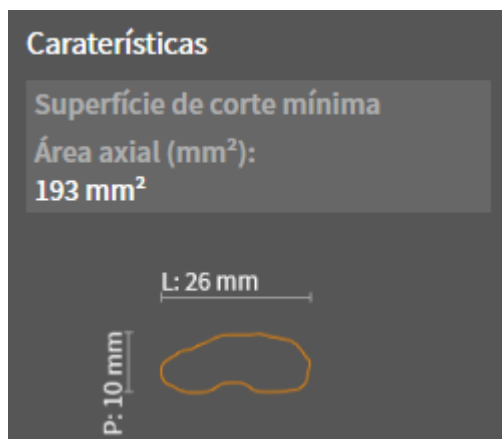 Caraterísticas
Superfície de corte mínima
Área axial (mm²):
193 mm²
L: 26 mm
P: 10 mm